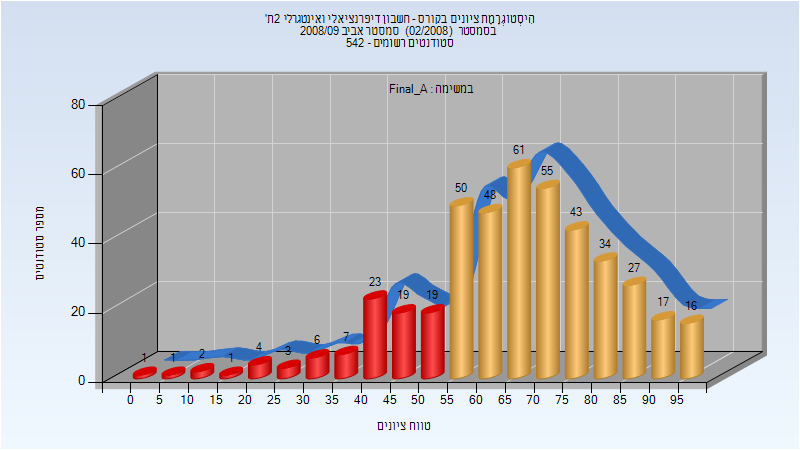 היסטוגרמת ציונים בקורס - חשבון דיפרנציאלי ואינטגרלי 2ת'
בסמסטר (02/2008) סמסטר אביב 2008/09
סטודנטים רשומים - 542
במשימה : Final_A
מספר סטודנטים
80
60
40
20
0
1 1 2 1 4 3 6 7 23 19 19 50 48 61 55 43 34 27 17 16
0 5 10 15 20 25 30 35 40 45 50 55 60 65 70 75 80 85 90 95
טווח ציונים